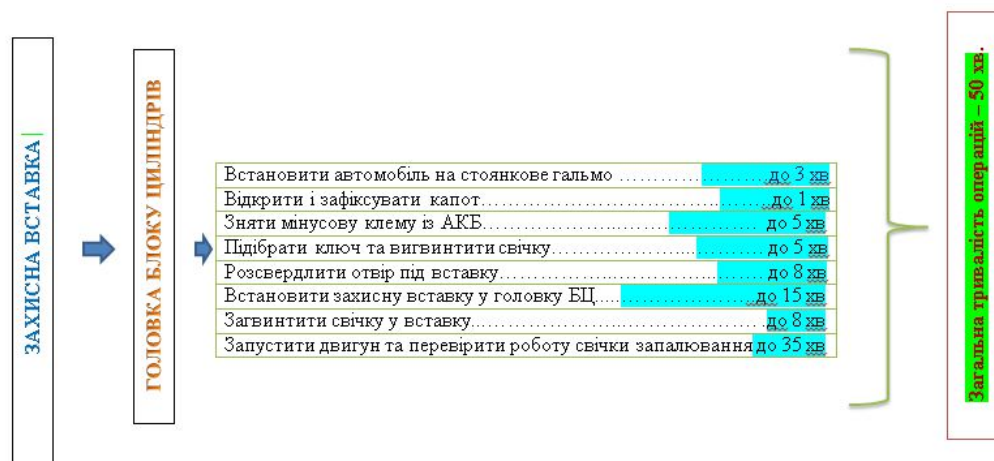 ЗАХИСНА ВСТАВКА
ГОЛОВКА БЛОКУ ЦИЛІНДРІВ
Встановити автомобіль на стоянкове гальмо ……………………………до 3 хв
Відкрити і зафіксувати капот……………………………………………до 1 хв
Зняти мінусову клему із АКБ……………………………………………до 5 хв
Підібрати ключ та вигвинтити свічку……………………………………до 5 хв
Розсвердлити отвір під вставку……………………………………………до 8 хв
Встановити захисну вставку у головку БЦ……………………………до 15 хв
Загвинтити свічку у вставку………………………………………………до 8 хв
Запустити двигун та перевірити роботу свічки запалювання до 35 хв
Загальна тривалість операцій – 50 хв.